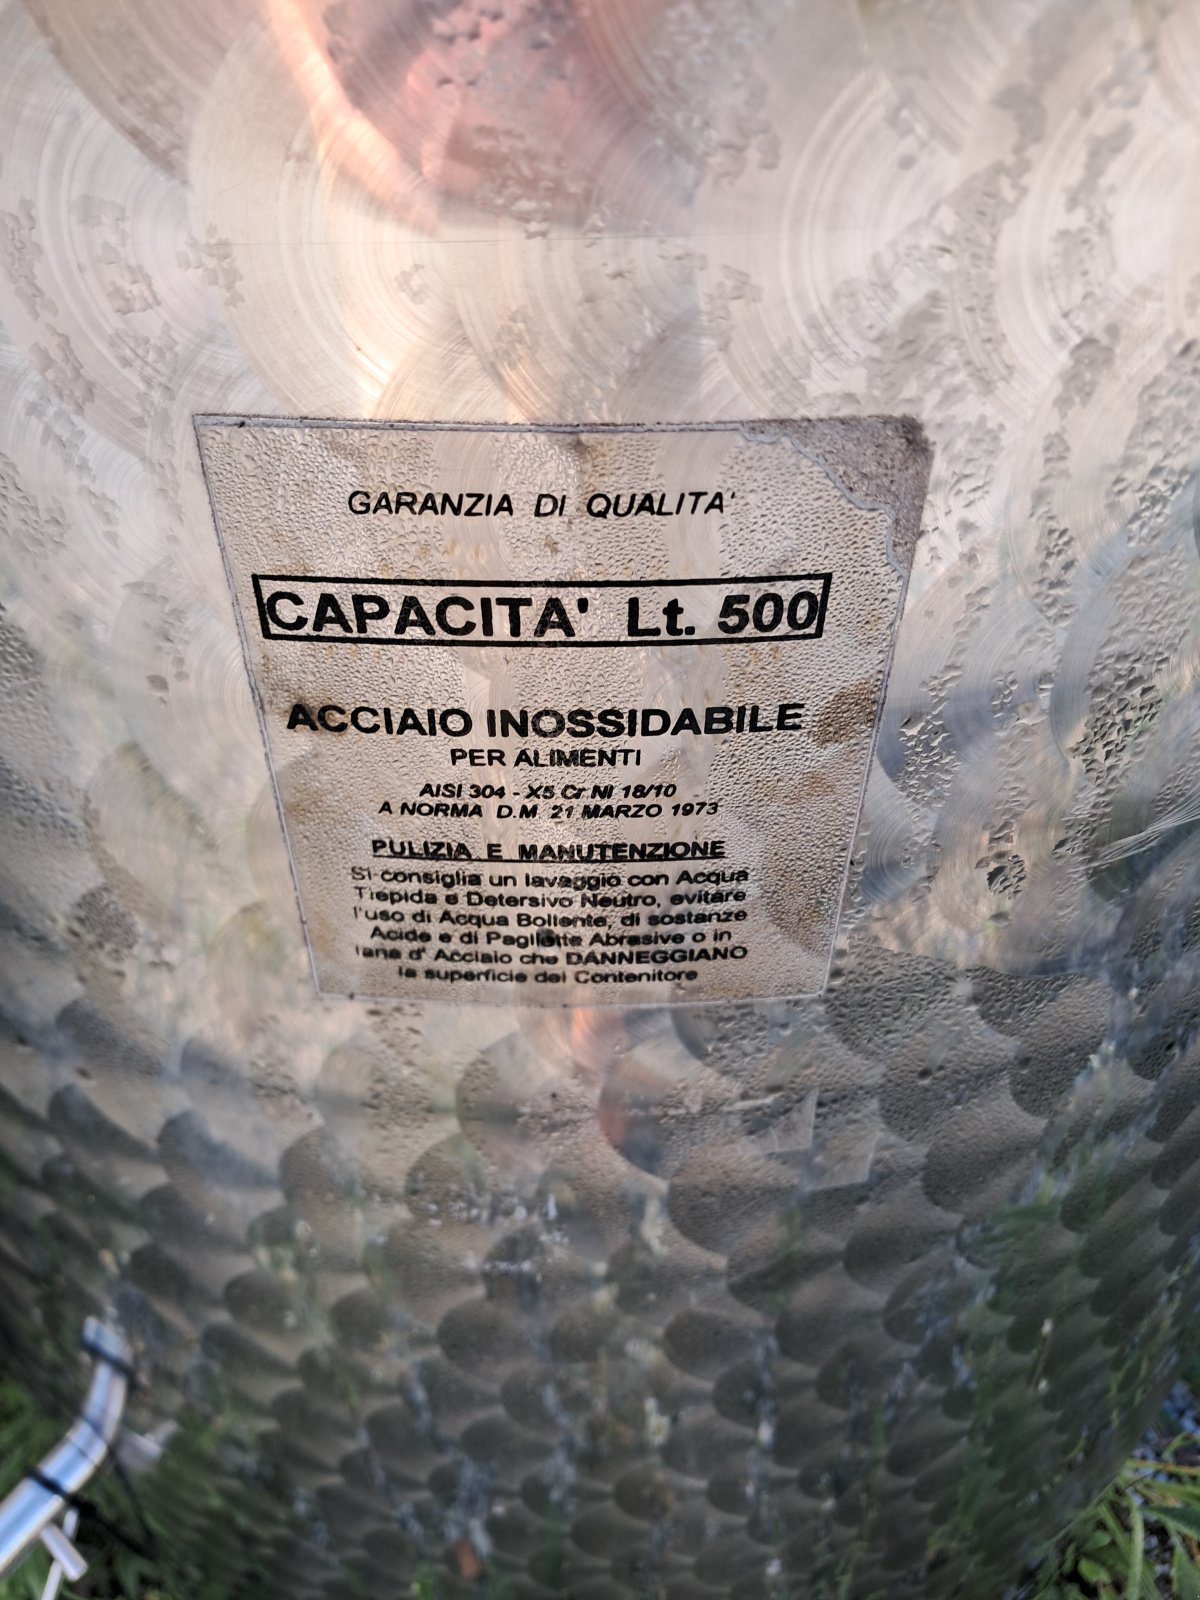 GARANZIA DI QUALITA'
CAPACITA' Lt. 500
ACCIAIO INOSSIDABILE
PER ALIMENTI
AISI 304 - X5 Cr NI 18/10
A NORMA D.M. 21 MARZO 1973
PULIZIA E MANUTENZIONE
Si consiglia un lavaggio con Acqua
Tiepida e Detersivo Neutro, evitare
l'uso di Acqua Bollente, di sostanze
Acide e di Pagliette Abrasive o in
lana d' Acciaio che DANNEGGIANO
la superficie del Contenitore